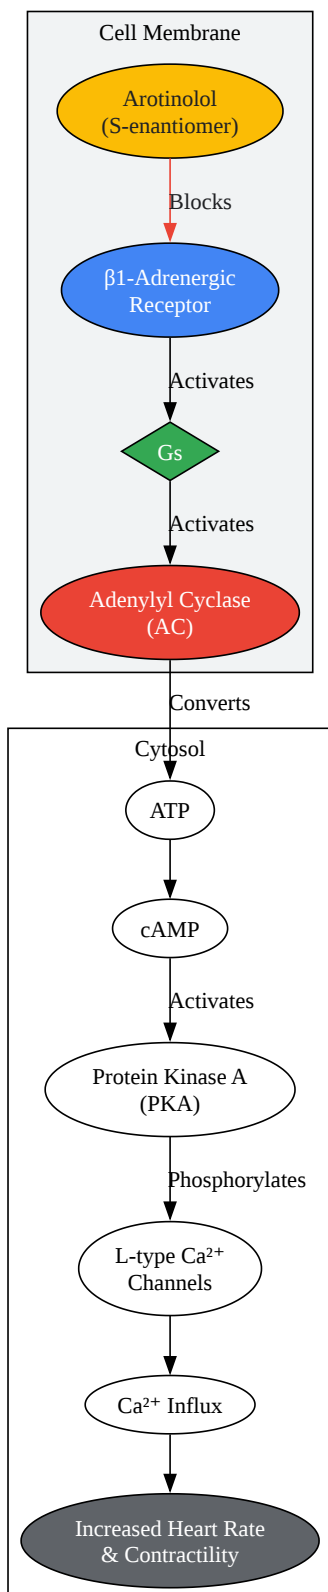 Cell Membrane
Arotinolol
(S-enantiomer)
Blocks
β1-Adrenergic
Receptor
Activates
Gs
Activates
Adenylyl Cyclase
(AC)
Converts
Cytosol
ATP
cAMP
Activates
Protein Kinase A
(PKA)
Phosphorylates
L-type Ca²⁺
Channels
Ca²⁺ Influx
Increased Heart Rate
& Contractility